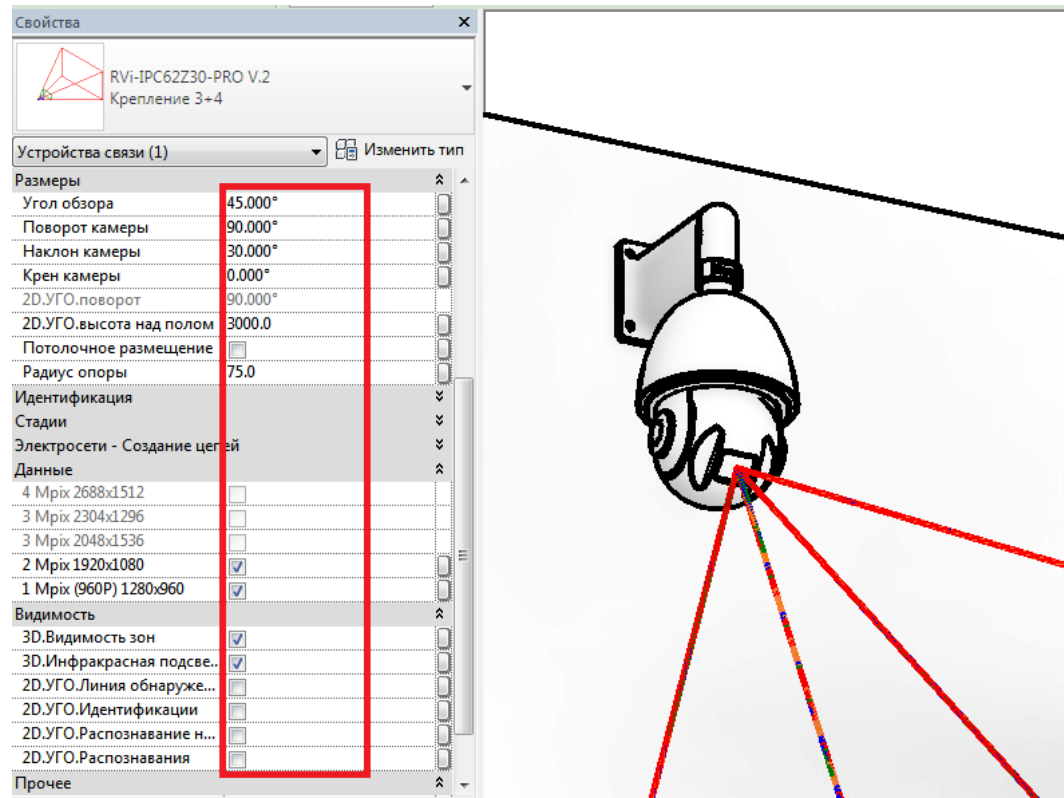 Свойства
RVi-IPC62Z30-PRO V.2
Крепление 3+4
Устройства связи (1)
Изменить тип
Размеры
Угол обзора 45.000°
Поворот камеры 90.000°
Наклон камеры 30.000°
Крен камеры 0.000°
2D.УГО.поворот 90.000°
2D.УГО.высота над полом 3000.0
Потолочное размещение
Радиус опоры 75.0
Идентификация
Стадии
Электросети - Создание цепей
Данные
4 Mpix 2688x1512
3 Mpix 2304x1296
3 Mpix 2048x1536
2 Mpix 1920x1080
1 Mpix (960P) 1280x960
Видимость
3D.Видимость зон
3D.Инфракрасная подсве...
2D.УГО.Линия обнаруже...
2D.УГО.Идентификации
2D.УГО.Распознавание н...
2D.УГО.Распознавания
Прочее